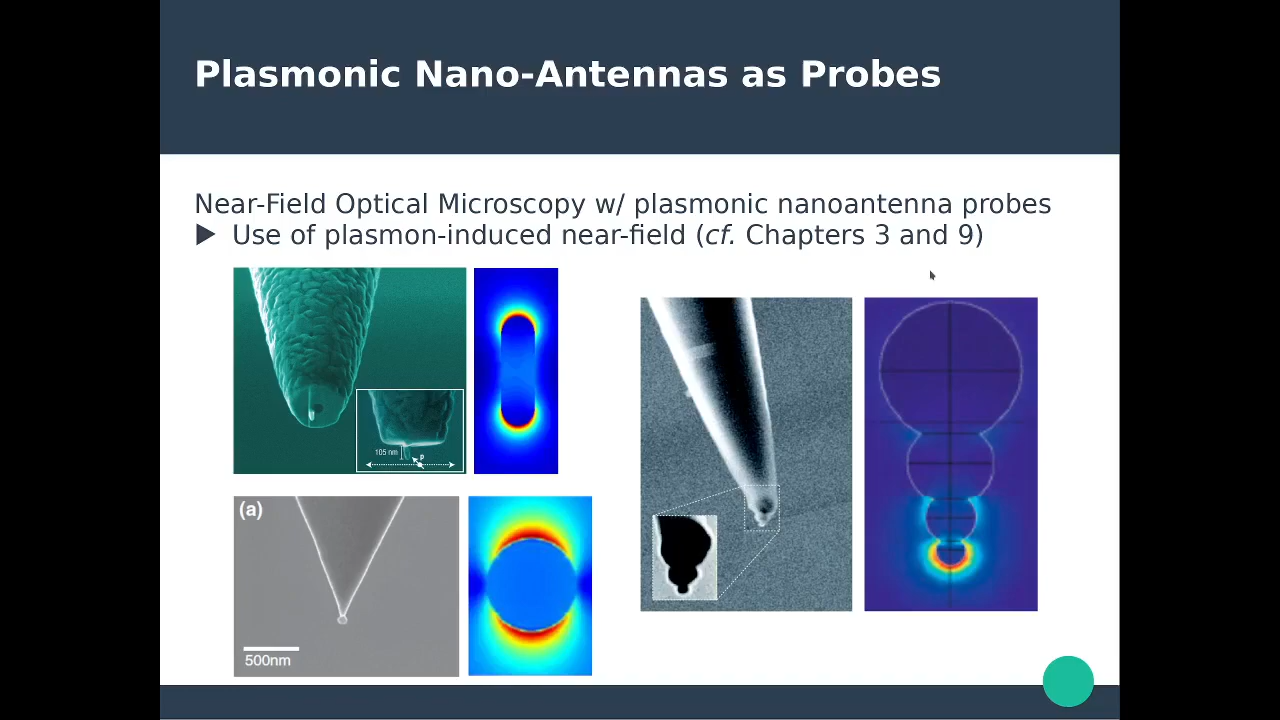 Plasmonic Nano-Antennas as Probes
Near-Field Optical Microscopy w/ plasmonic nanoantenna probes
▶ Use of plasmon-induced near-field (cf. Chapters 3 and 9)
105 nm
p
(a)
500nm